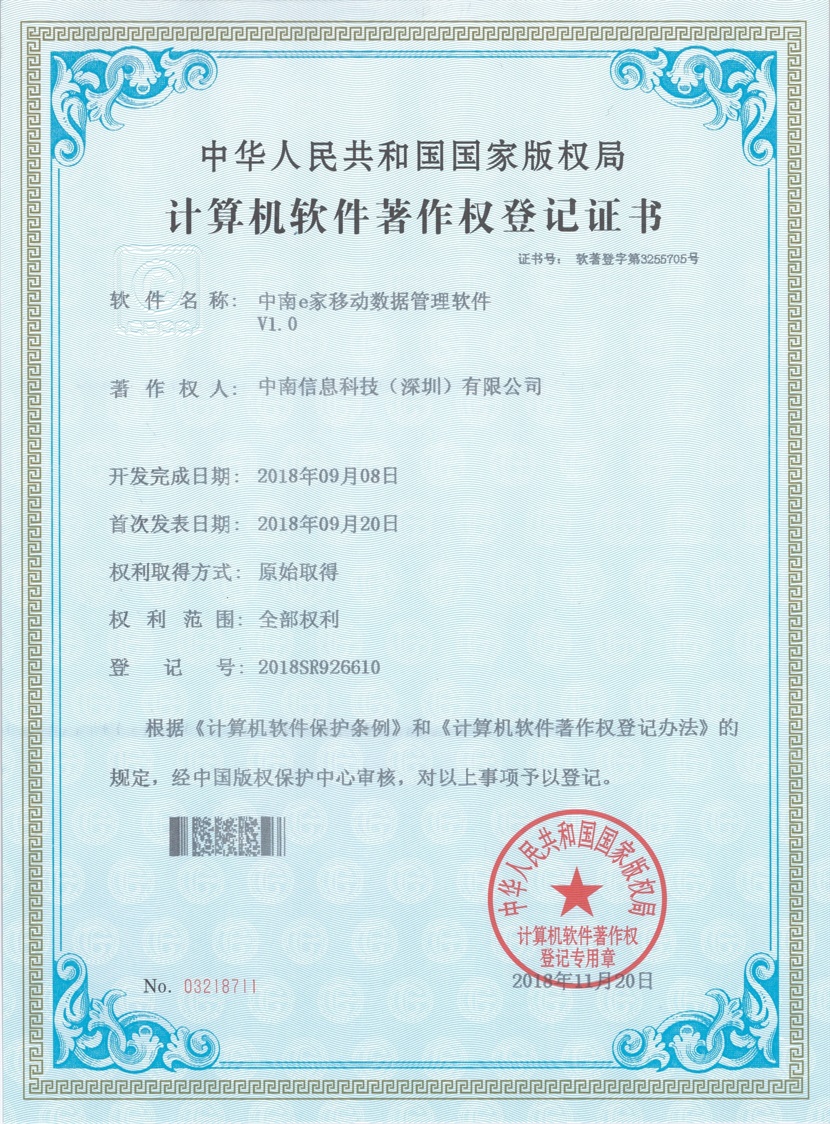 中华人民共和国国家版权局
计算机软件著作权登记证书
证书号： 软著登字第3255705号
软件名称： 中南e家移动数据管理软件
V1.0
著作权人： 中南信息科技（深圳）有限公司
开发完成日期： 2018年09月08日
首次发表日期： 2018年09月20日
权利取得方式： 原始取得
权利范围： 全部权利
登记号： 2018SR926610
根据《计算机软件保护条例》和《计算机软件著作权登记办法》的
规定，经中国版权保护中心审核，对以上事项予以登记。
中华人民共和国国家版权局
计算机软件著作权
登记专用章
No. 03218711
2018年11月20日